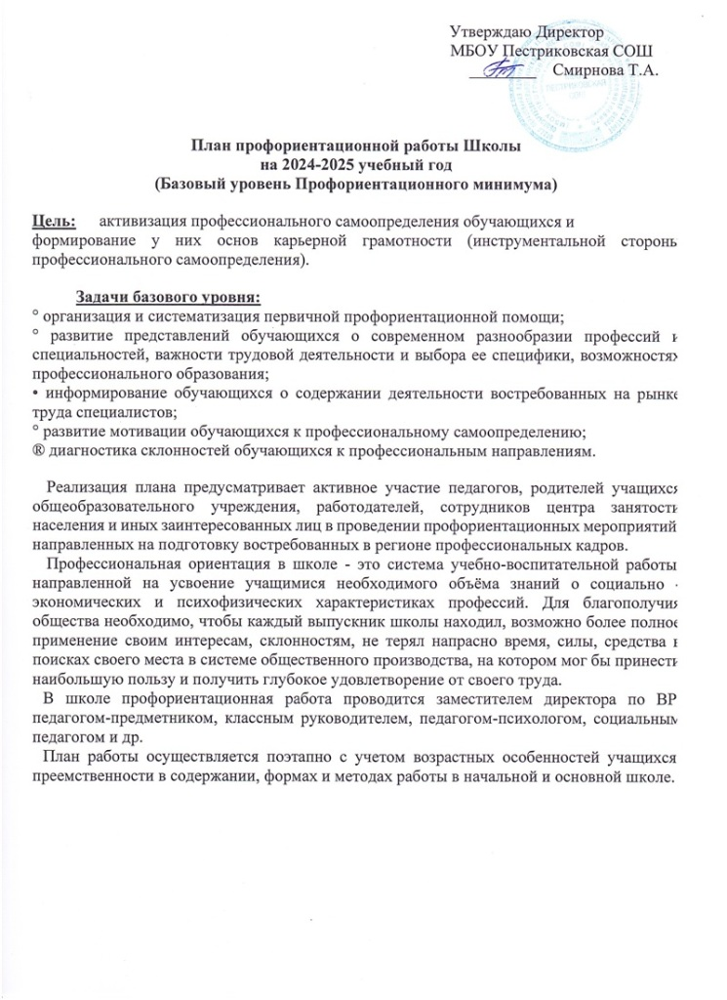 Утверждаю Директор
МБОУ Пестриковская СОШ
Смирнова Т.А.
План профориентационной работы Школы
на 2024-2025 учебный год
(Базовый уровень Профориентационного минимума)
Цель: активизация профессионального самоопределения обучающихся и
формирование у них основ карьерной грамотности (инструментальной стороны
профессионального самоопределения).
Задачи базового уровня:
° организация и систематизация первичной профориентационной помощи;
° развитие представлений обучающихся о современном разнообразии профессий и
специальностей, важности трудовой деятельности и выбора ее специфики, возможностях
профессионального образования;
• информирование обучающихся о содержании деятельности востребованных на рынке
труда специалистов;
° развитие мотивации обучающихся к профессиональному самоопределению;
® диагностика склонностей обучающихся к профессиональным направлениям.
Реализация плана предусматривает активное участие педагогов, родителей учащихся
общеобразовательного учреждения, работодателей, сотрудников центра занятости
населения и иных заинтересованных лиц в проведении профориентационных мероприятий
направленных на подготовку востребованных в регионе профессиональных кадров.
Профессиональная ориентация в школе - это система учебно-воспитательной работы
направленной на усвоение учащимися необходимого объёма знаний о социально -
экономических и психофизических характеристиках профессий. Для благополучия
общества необходимо, чтобы каждый выпускник школы находил, возможно более полное
применение своим интересам, склонностям, не терял напрасно время, силы, средства в
поисках своего места в системе общественного производства, на котором мог бы принести
наибольшую пользу и получить глубокое удовлетворение от своего труда.
В школе профориентационная работа проводится заместителем директора по ВР
педагогом-предметником, классным руководителем, педагогом-психологом, социальным
педагогом и др.
План работы осуществляется поэтапно с учетом возрастных особенностей учащихся
преемственности в содержании, формах и методах работы в начальной и основной школе.